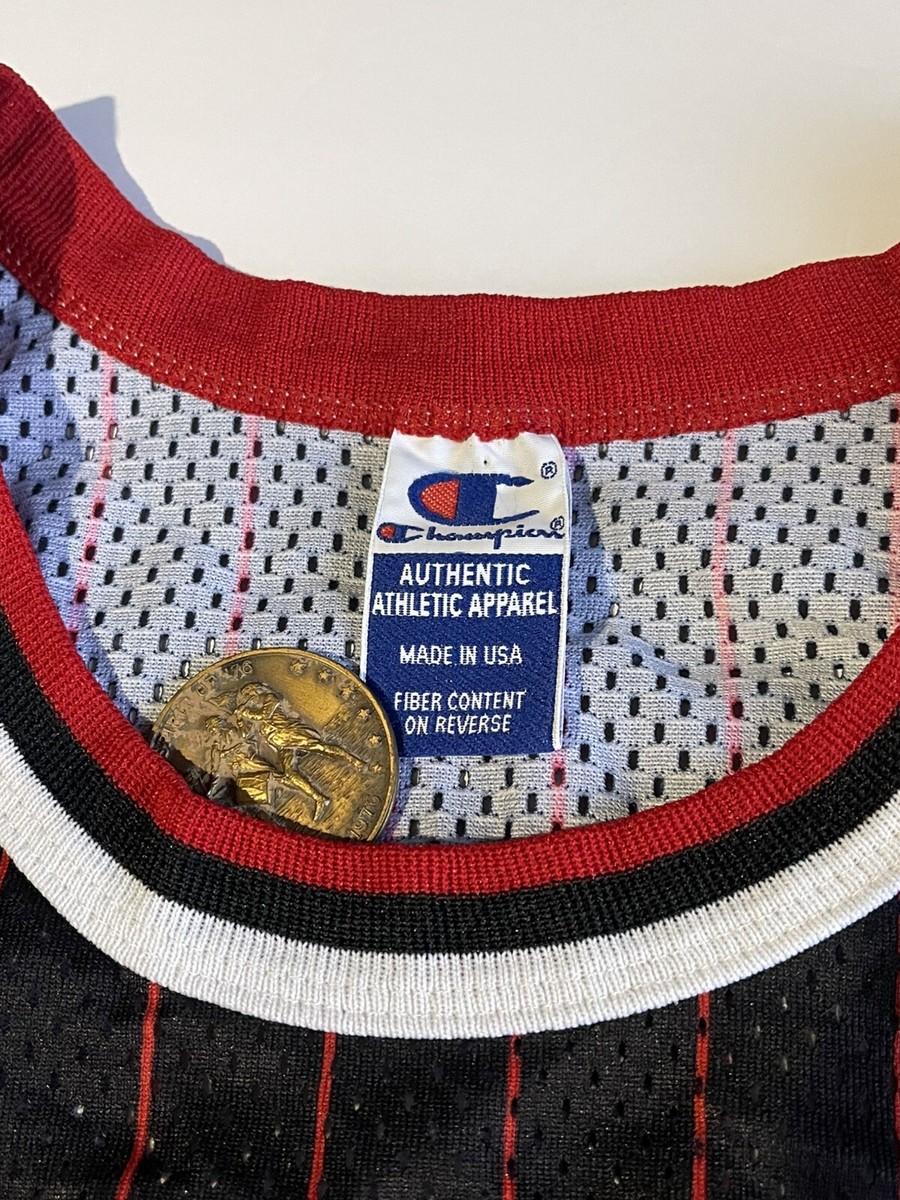 Champion
AUTHENTIC
ATHLETIC APPAREL
MADE IN USA
FIBER CONTENT
ON REVERSE